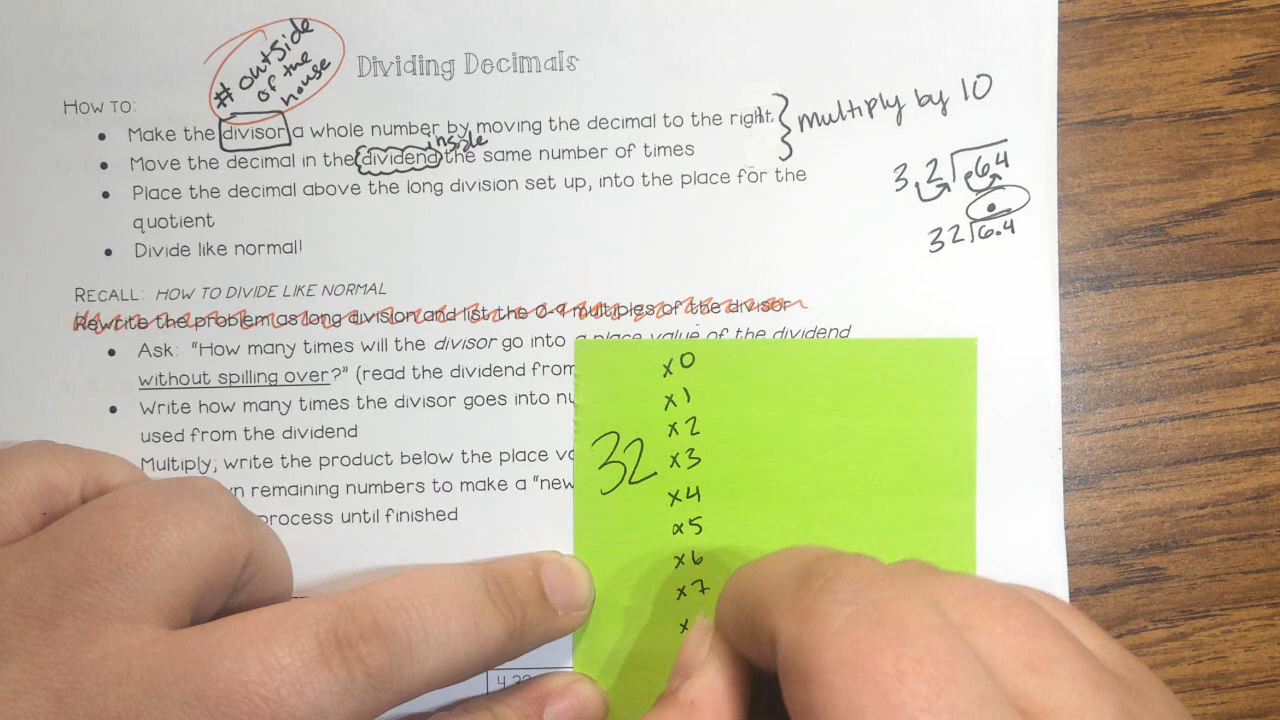 # outside
of the
house
Dividing Decimals
HOW TO:
• Make the divisor a whole number by moving the decimal to the right.
multiply by 10
inside
• Move the decimal in the dividend the same number of times
• Place the decimal above the long division set up, into the place for the
quotient
• Divide like normal!
3.2 .64
32 6.4
RECALL: HOW TO DIVIDE LIKE NORMAL
Rewrite the problem as long division and list the 0-9 multiples of the divisor
• Ask: "How many times will the divisor go into a place value of the dividend
without spilling over?" (read the dividend from
• Write how many times the divisor goes into
used from the dividend
Multiply; write the product below the place
remaining numbers to make a "new
process until finished
32
x0
x1
x2
x3
x4
x5
x6
x7
x